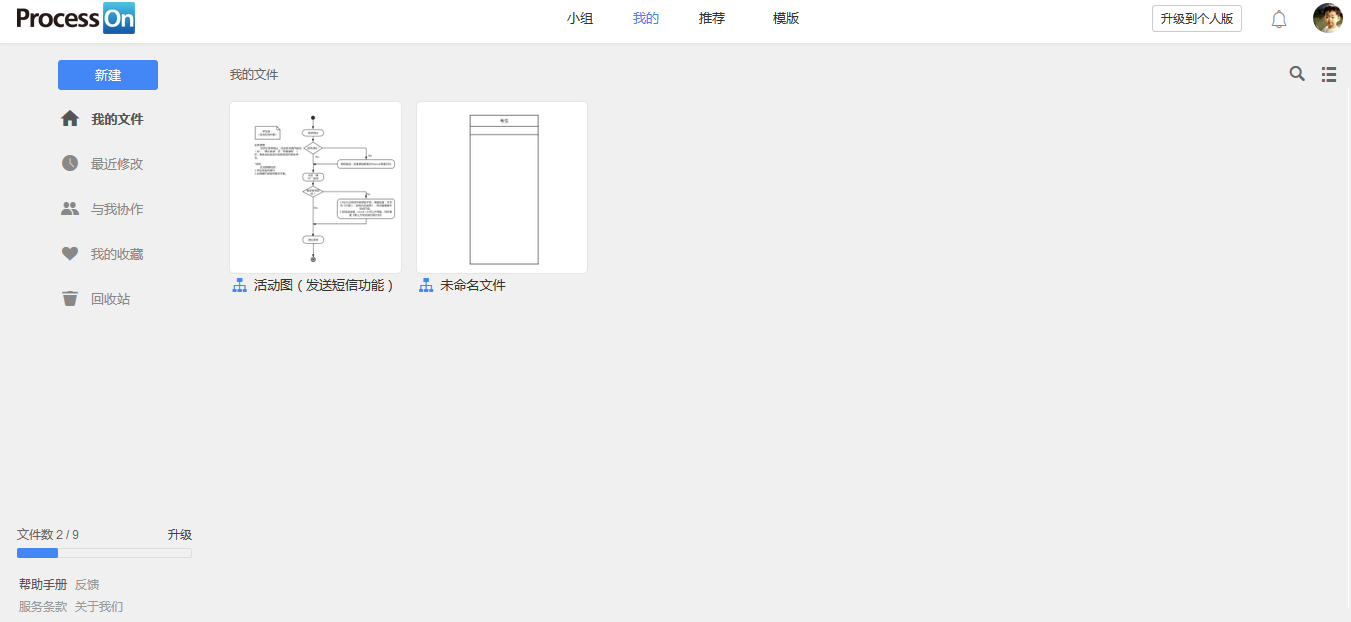 ProcessOn
小组 我的 推荐 模版
升级到个人版
新建
我的文件
最近修改
与我协作
我的收藏
回收站
我的文件
活动图（发送短信功能） 未命名文件
文件数 2 / 9 升级
帮助手册 反馈
服务条款 关于我们